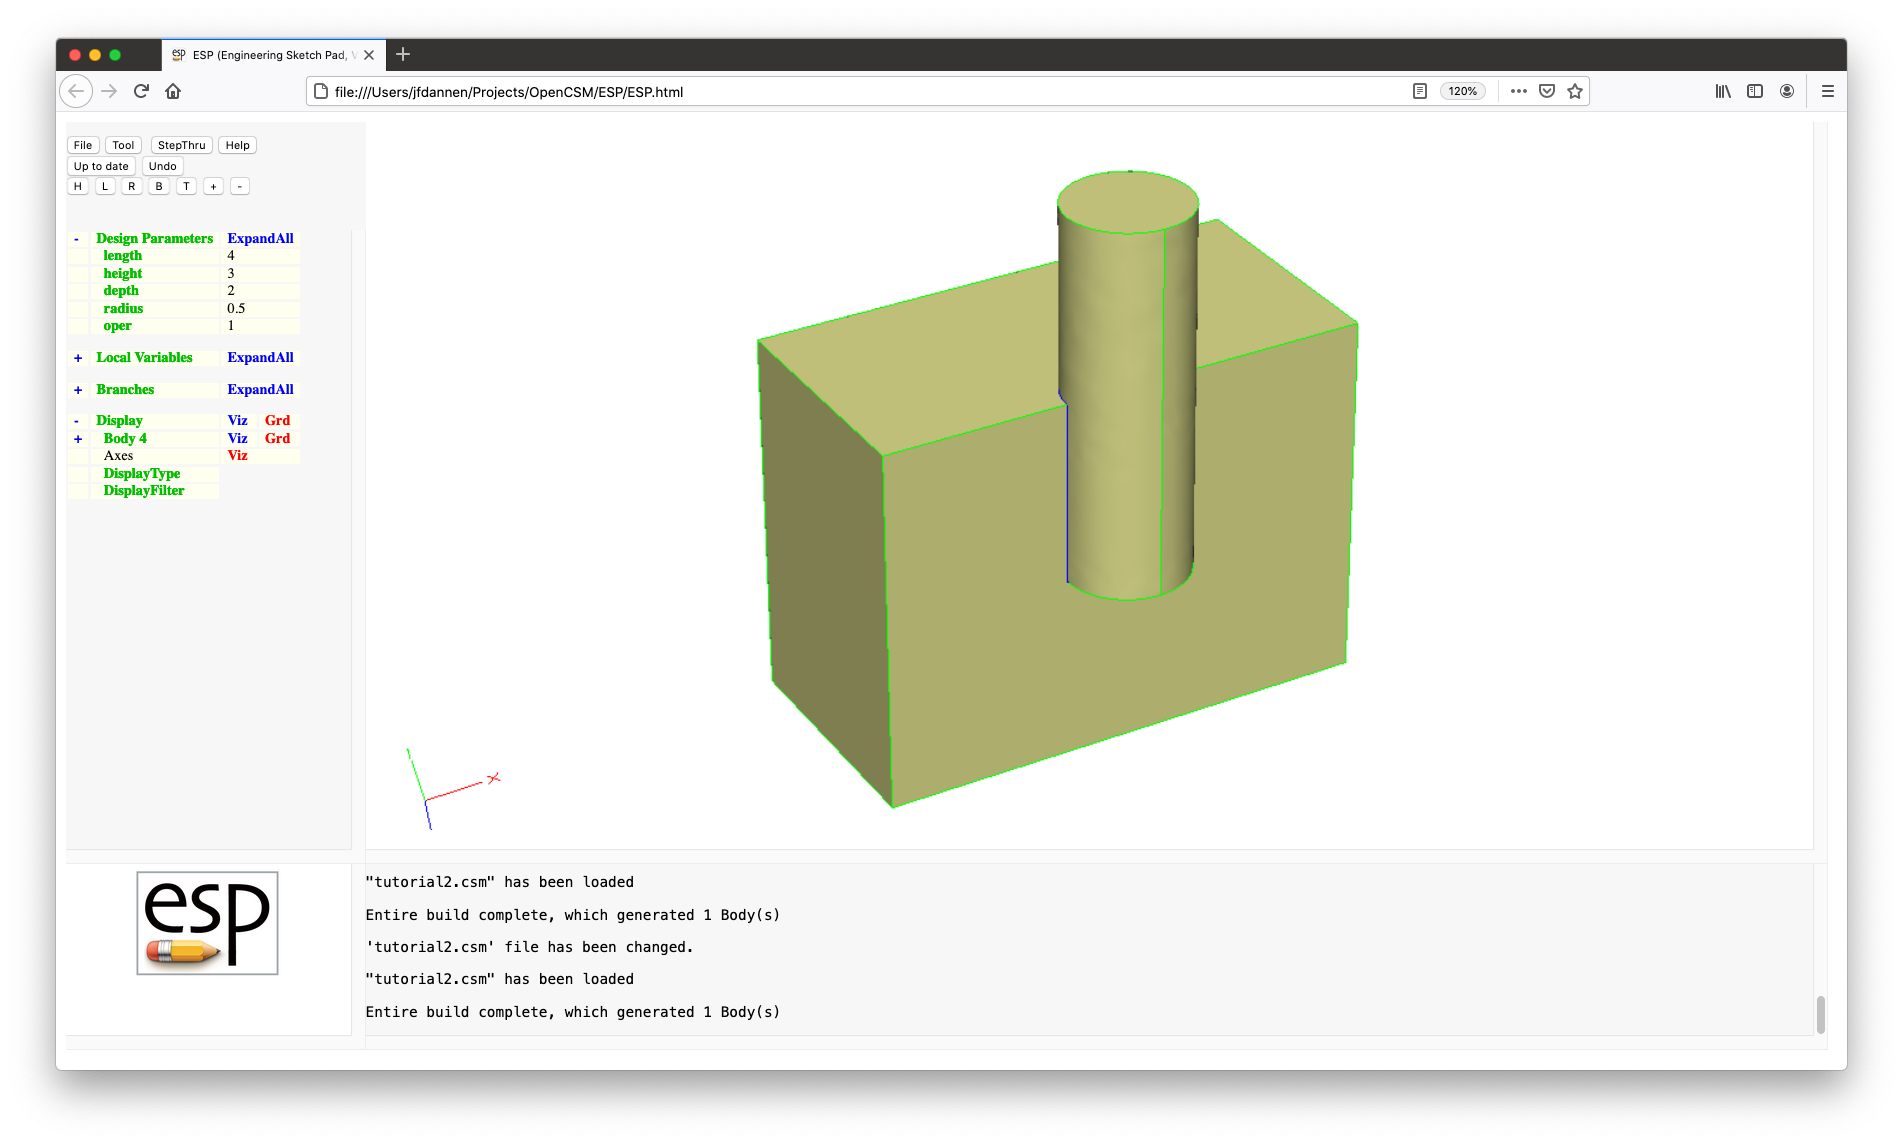 esp ESP (Engineering Sketch Pad, V
file:///Users/jfdannen/Projects/OpenCSM/ESP/ESP.html 120%
File Tool StepThru Help
Up to date Undo
H L R B T + -
- Design Parameters ExpandAll
length 4
height 3
depth 2
radius 0.5
oper 1
+ Local Variables ExpandAll
+ Branches ExpandAll
- Display Viz Grd
+ Body 4 Viz Grd
Axes Viz
DisplayType
DisplayFilter
X
esp
"tutorial2.csm" has been loaded
Entire build complete, which generated 1 Body(s)
'tutorial2.csm' file has been changed.
"tutorial2.csm" has been loaded
Entire build complete, which generated 1 Body(s)